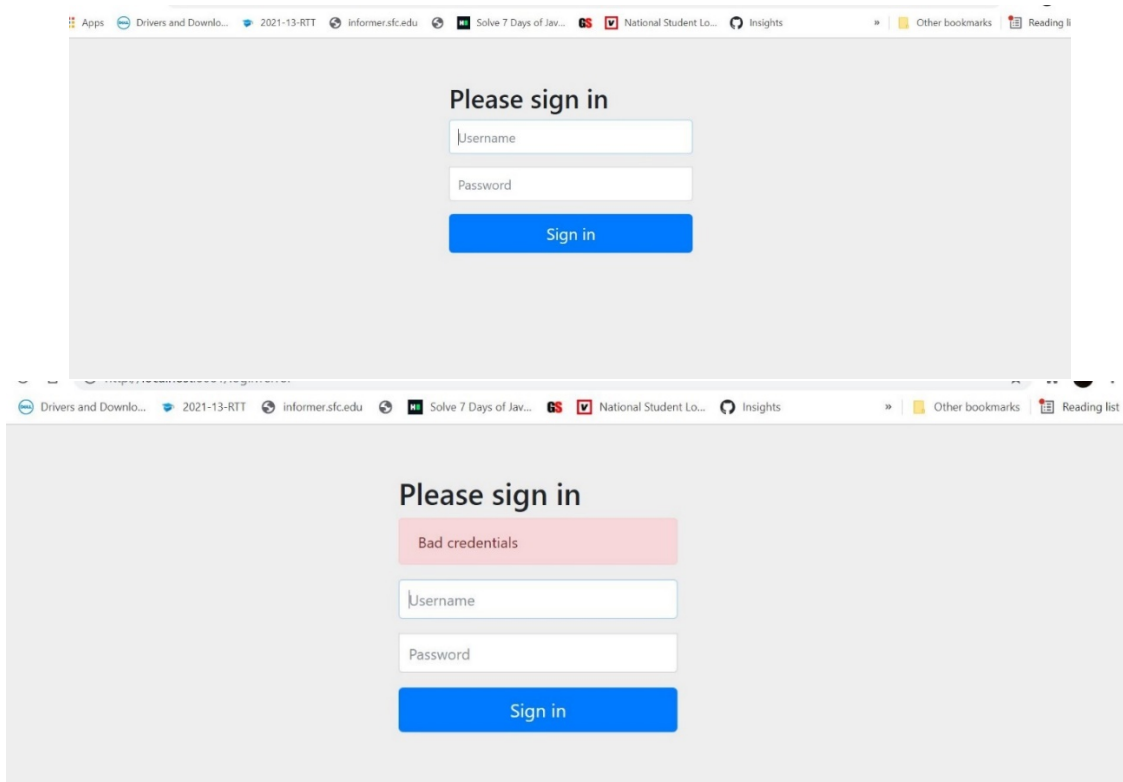 Apps Drivers and Downlo... 2021-13-RTT informer.sfc.edu Solve 7 Days of Jav... GS National Student Lo... Insights » Other bookmarks Reading li
Please sign in
Username
Password
Sign in
Drivers and Downlo... 2021-13-RTT informer.sfc.edu Solve 7 Days of Jav... GS National Student Lo... Insights » Other bookmarks Reading list
Please sign in
Bad credentials
Username
Password
Sign in